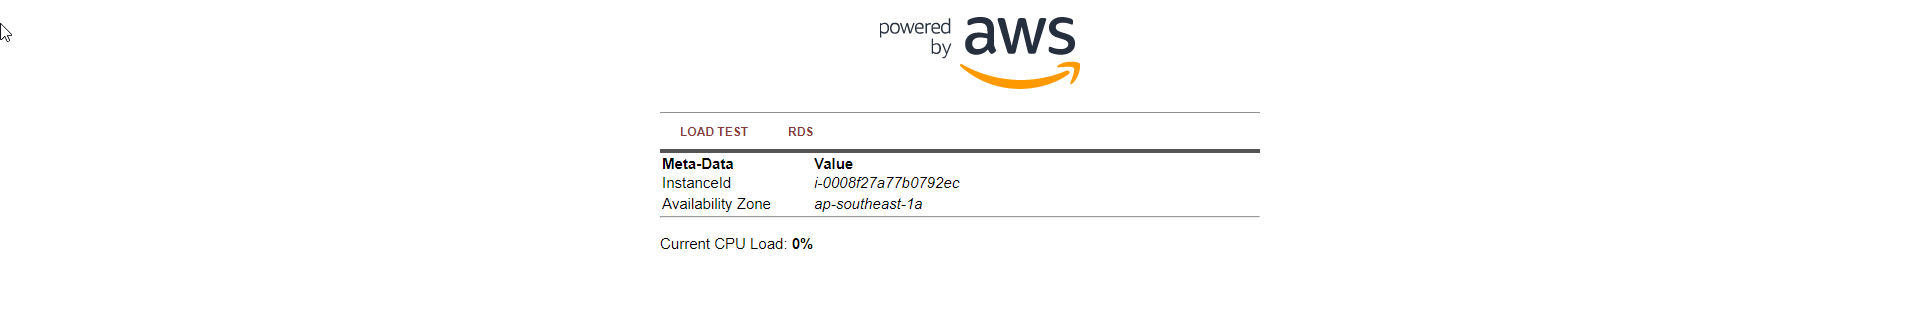 powered
by aws
LOAD TEST RDS
Meta-Data Value
InstanceId i-0008f27a77b0792ec
Availability Zone ap-southeast-1a
Current CPU Load: 0%